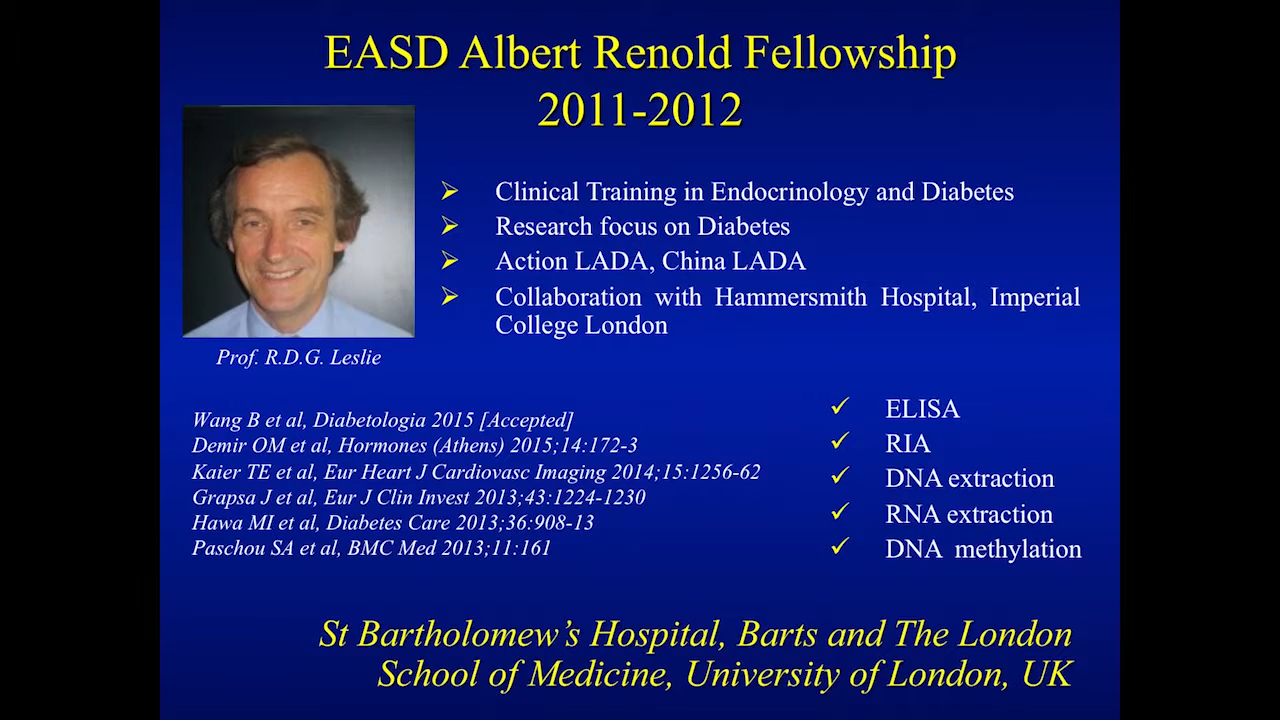 EASD Albert Renold Fellowship
2011-2012
Clinical Training in Endocrinology and Diabetes
Research focus on Diabetes
Action LADA, China LADA
Collaboration with Hammersmith Hospital, Imperial
College London
Prof. R.D.G. Leslie
Wang B et al, Diabetologia 2015 [Accepted]
Demir OM et al, Hormones (Athens) 2015;14:172-3
Kaier TE et al, Eur Heart J Cardiovasc Imaging 2014;15:1256-62
Grapsa J et al, Eur J Clin Invest 2013;43:1224-1230
Hawa MI et al, Diabetes Care 2013;36:908-13
Paschou SA et al, BMC Med 2013;11:161
ELISA
RIA
DNA extraction
RNA extraction
DNA methylation
St Bartholomew’s Hospital, Barts and The London
School of Medicine, University of London, UK